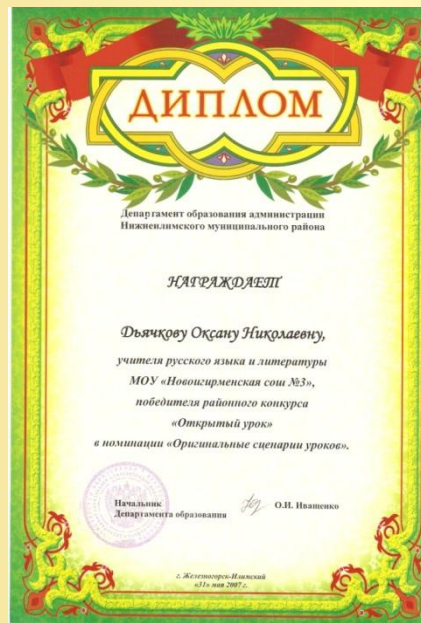 ДИПЛОМ
Департамент образования администрации
Нижнеилимского муниципального района
НАГРАЖДАЕТ
Дьячкову Оксану Николаевну,
учителя русского языка и литературы
МОУ «Новоигирменская сош №3»,
победителя районного конкурса
«Открытый урок»
в номинации «Оригинальные сценарии уроков».
Начальник
Департамента образования О.И. Иващенко
г. Железногорск-Илимский
«31» мая 2007 г.